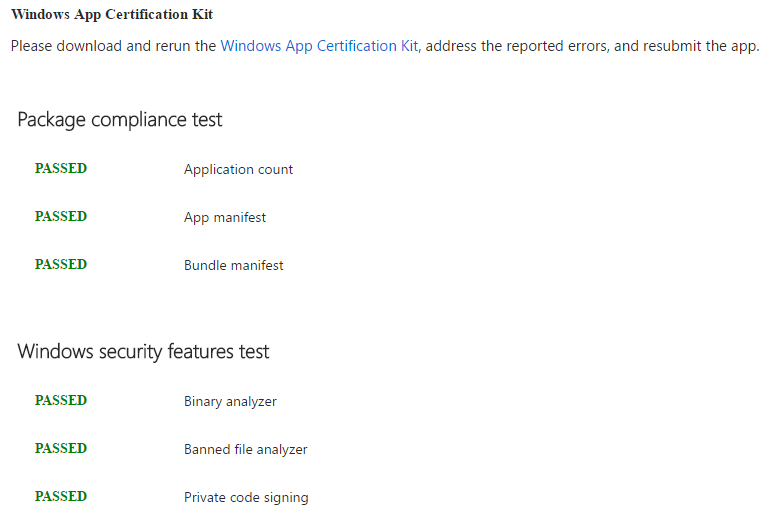 Windows App Certification Kit
Please download and rerun the Windows App Certification Kit, address the reported errors, and resubmit the app.
Package compliance test
PASSED Application count
PASSED App manifest
PASSED Bundle manifest
Windows security features test
PASSED Binary analyzer
PASSED Banned file analyzer
PASSED Private code signing